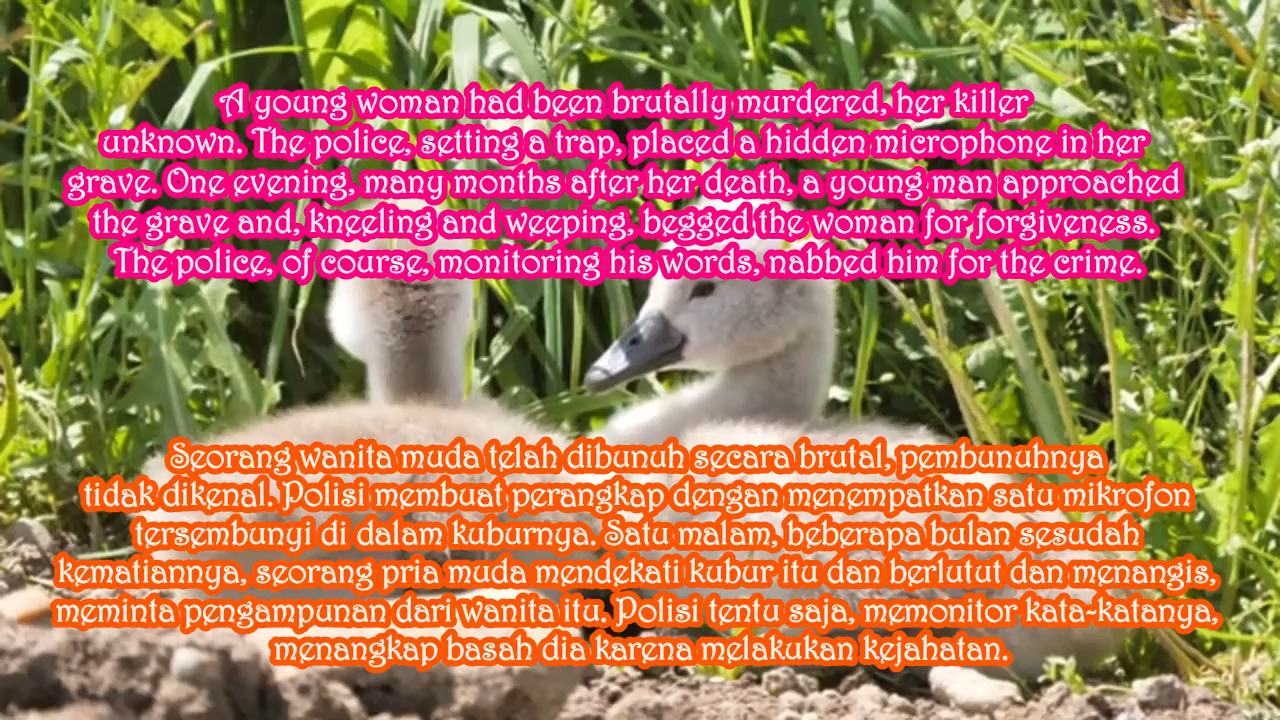 A young woman had been brutally murdered, her killer
unknown. The police, setting a trap, placed a hidden microphone in her
grave. One evening, many months after her death, a young man approached
the grave and, kneeling and weeping, begged the woman for forgiveness.
The police, of course, monitoring his words, nabbed him for the crime.
Seorang wanita muda telah dibunuh secara brutal, pembunuhnya
tidak dikenal. Polisi membuat perangkap dengan menempatkan satu mikrofon
tersembunyi di dalam kuburnya. Satu malam, beberapa bulan sesudah
kematiannya, seorang pria muda mendekati kubur itu dan berlutut dan menangis,
meminta pengampunan dari wanita itu. Polisi tentu saja, memonitor kata-katanya,
menangkap basah dia karena melakukan kejahatan.